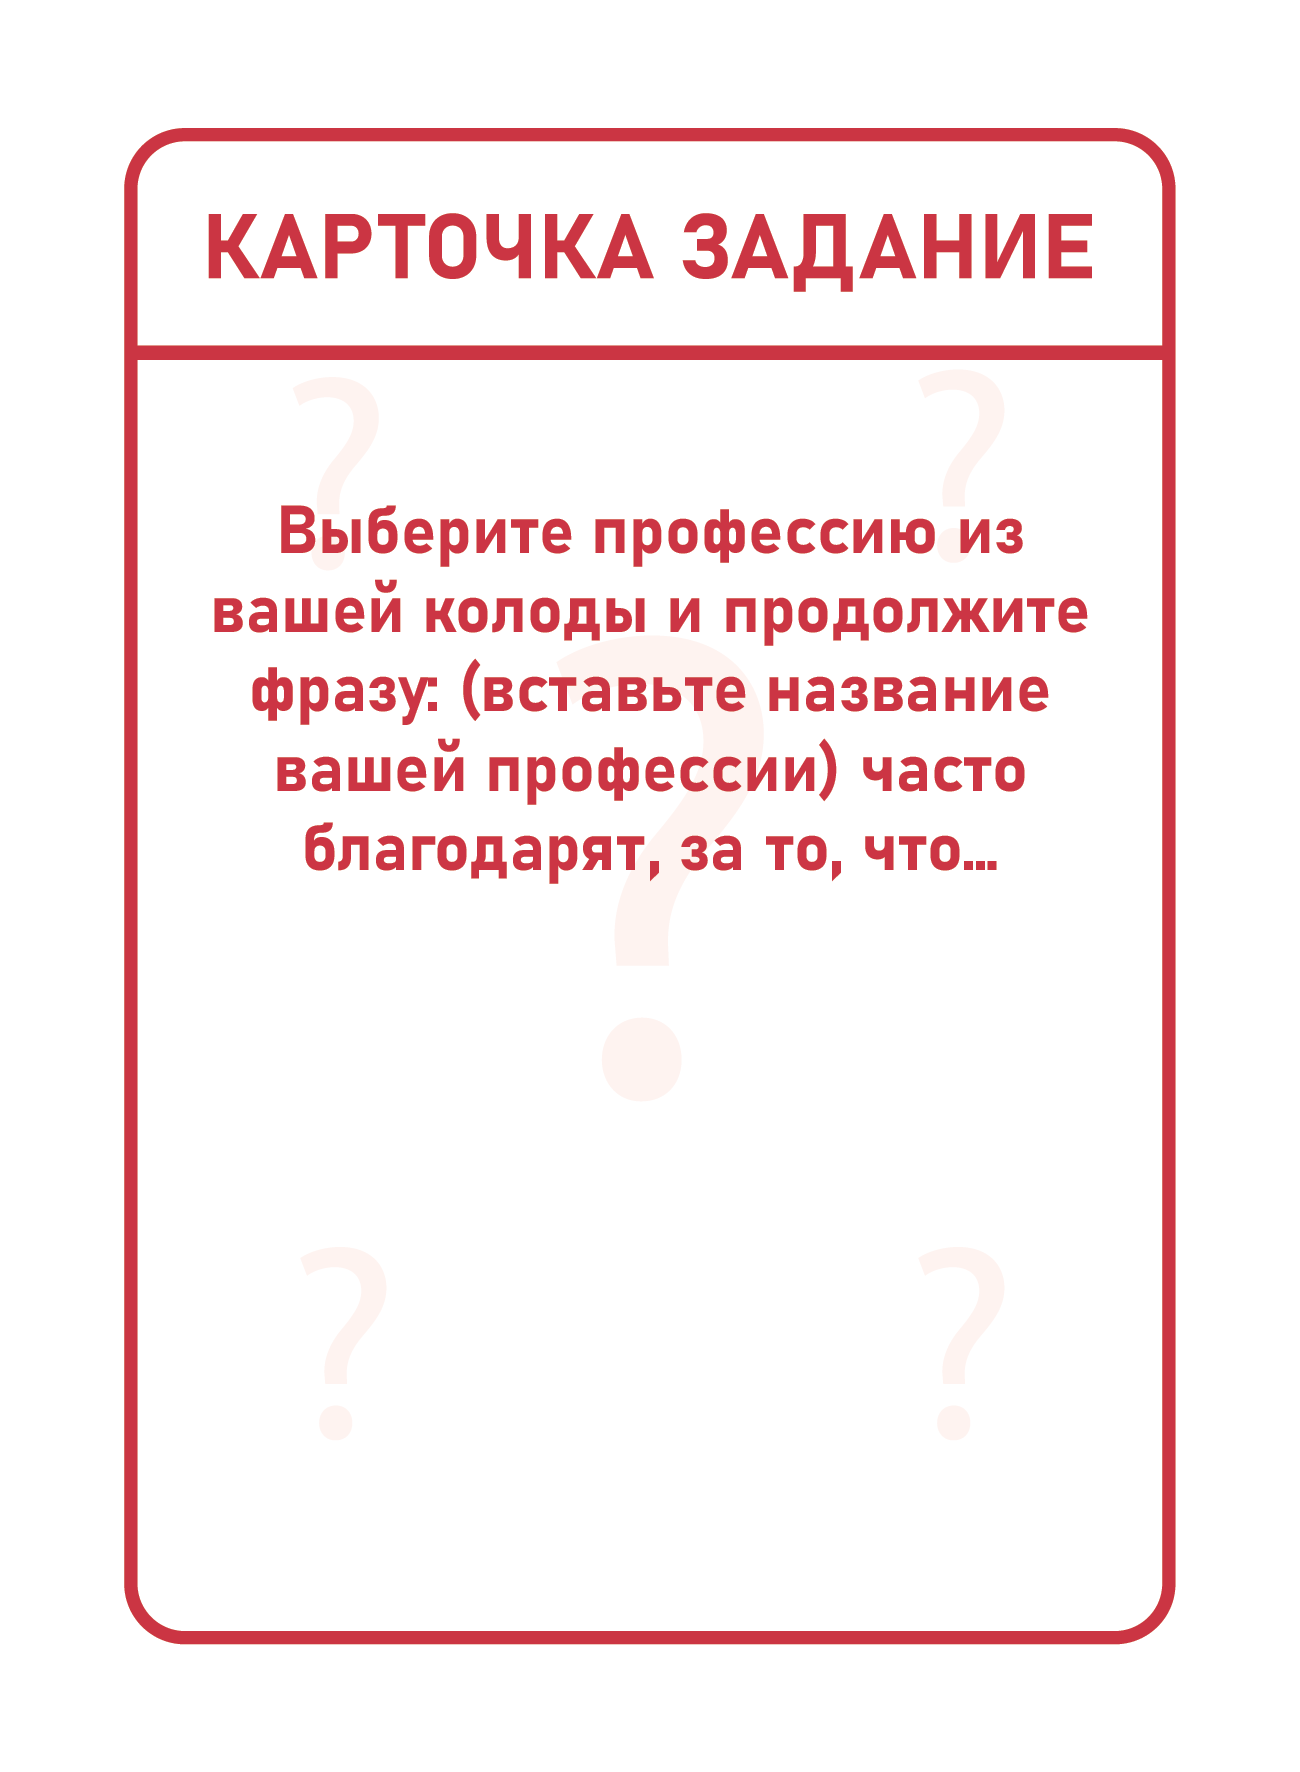 КАРТОЧКА ЗАДАНИЕ
Выберите профессию из
вашей колоды и продолжите
фразу: (вставьте название
вашей профессии) часто
благодарят, за то, что...
?
?
?
?
?